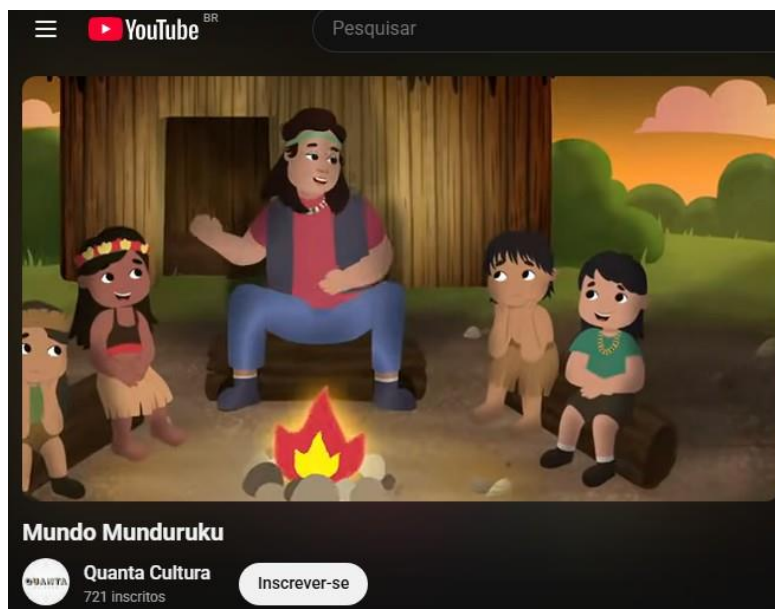 YouTube BR
Pesquisar
Mundo Munduruku
QUANTA
Quanta Cultura
721 inscritos
Inscrever-se